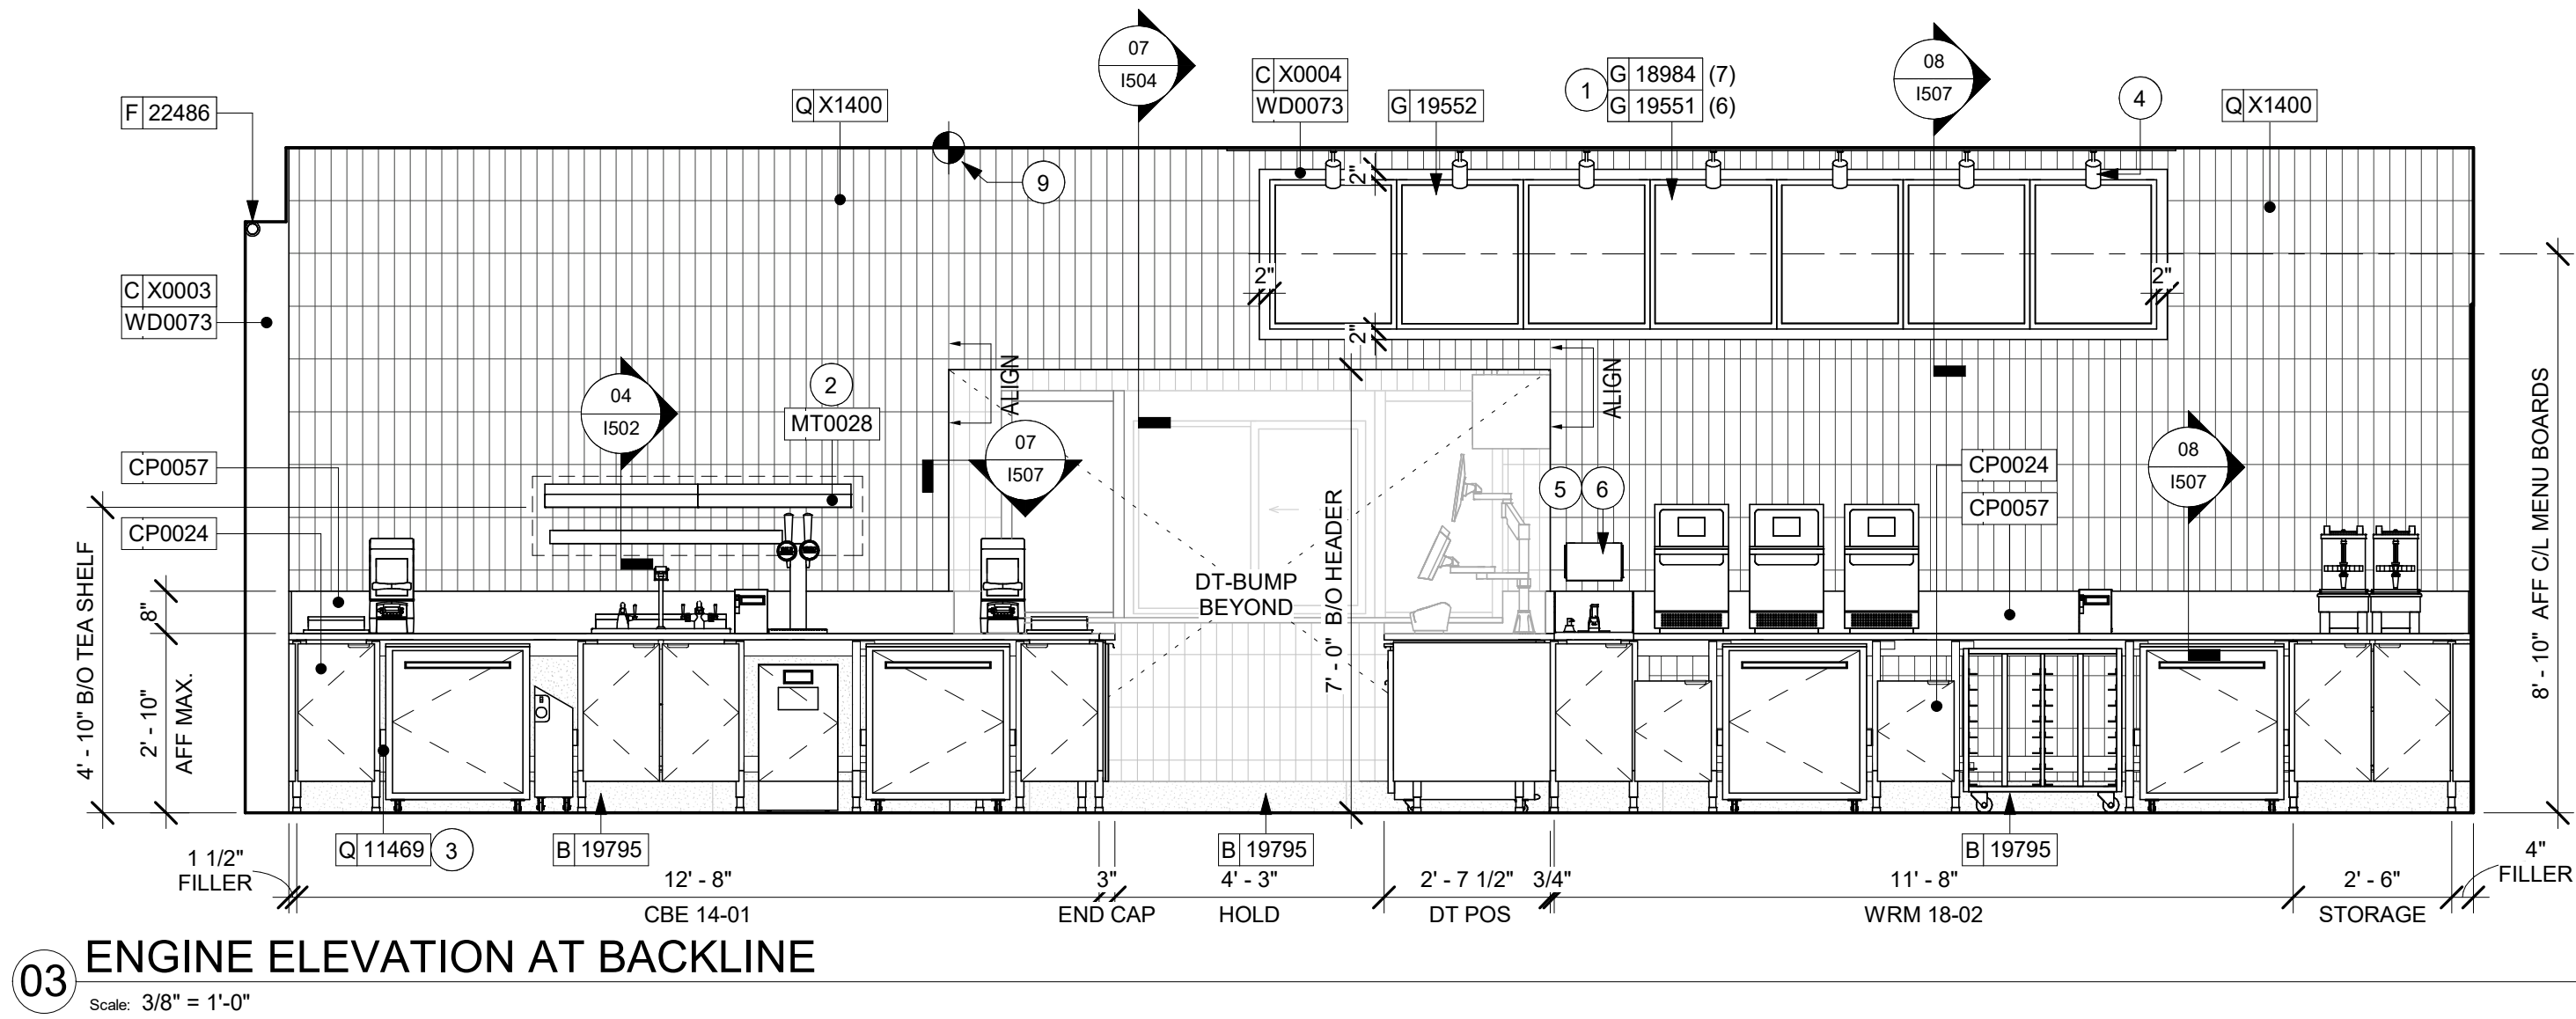 07
I504
08
I507
C X0004
WD0073
1
G 18984 (7)
G 19551 (6)
G 19552
4
F 22486
Q X1400
Q X1400
9
2"
2"
2"
2"
C X0003
WD0073
ALIGN
ALIGN
04
I502
2
MT0028
07
I507
CP0057
CP0024
5
6
CP0024
CP0057
08
I507
DT-BUMP
BEYOND
4' - 10" B/O TEA SHELF
8"
2' - 10"
AFF MAX.
7' - 0" B/O HEADER
8' - 10" AFF C/L MENU BOARDS
Q 11469
3
B 19795
B 19795
B 19795
1 1/2"
FILLER
12' - 8"
CBE 14-01
3"
END CAP
4' - 3"
HOLD
2' - 7 1/2"
DT POS
3/4"
11' - 8"
WRM 18-02
2' - 6"
STORAGE
4"
FILLER
03
ENGINE ELEVATION AT BACKLINE
Scale: 3/8" = 1'-0"